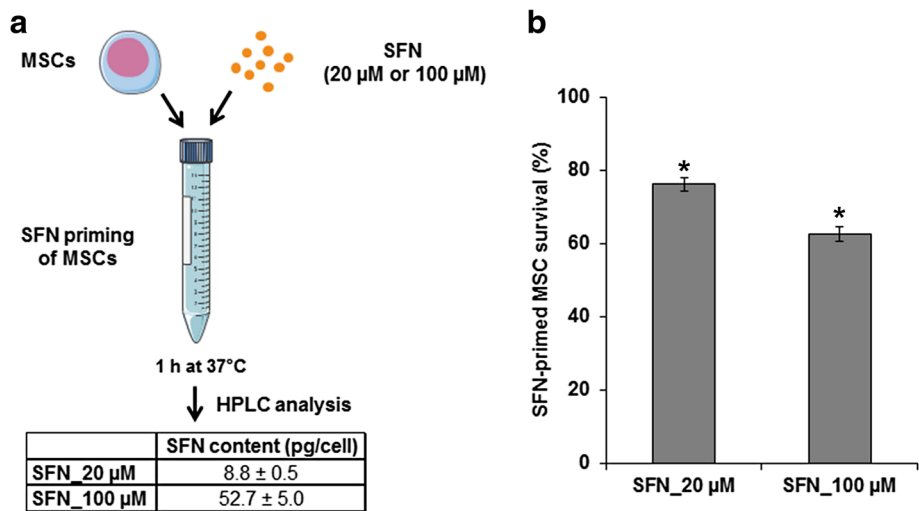 a
MSCs
SFN
(20 µM or 100 µM)
SFN priming
of MSCs
1 h at 37°C
HPLC analysis
SFN content (pg/cell)
SFN_20 µM 8.8 ± 0.5
SFN_100 µM 52.7 ± 5.0
b
SFN-primed MSC survival (%)
100
80
60
40
20
0
*
*
SFN_20 µM SFN_100 µM